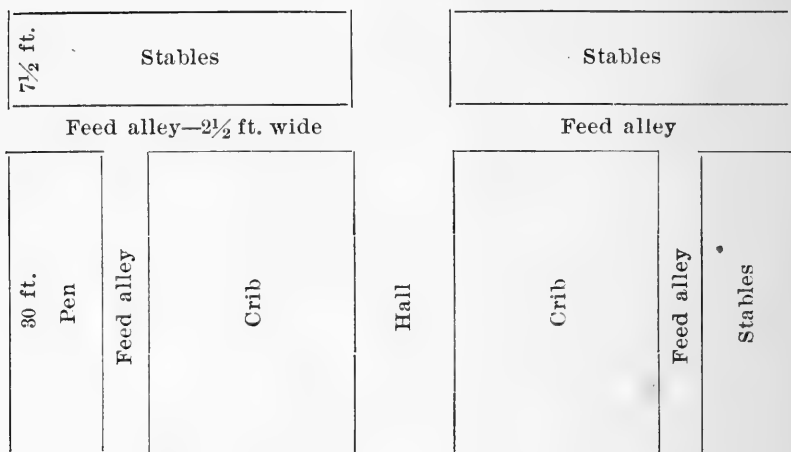 7½ ft.
Stables
Stables
Feed alley—2½ ft. wide
Feed alley
30 ft.
Pen
Feed alley
Crib
Hall
Crib
Feed alley
Stables